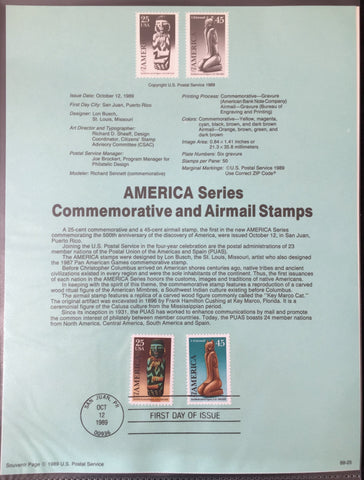 25 USA
45
AMERICA
AMERICA
Copyright U.S. Postal Service 1989
Issue Date: October 12, 1989
First Day City: San Juan, Puerto Rico
Designer: Lon Busch,
St. Louis, Missouri
Art Director and Typographer:
Richard D. Sheaff, Design
Coordinator, Citizens' Stamp
Advisory Committee (CSAC)
Postal Service Manager:
Joe Brockert, Program Manager for
Philatelic Design
Modeler: Richard Sennett (commemorative)
Printing Process: Commemorative—Gravure
(American Bank Note Company)
Airmail—Gravure (Bureau of
Engraving and Printing)
Colors: Commemorative—Yellow, magenta,
cyan, black, brown, and dark brown
Airmail—Orange, brown, green, and
dark brown
Image Area: 0.84 x 1.41 inches or
21.3 x 35.8 millimeters
Plate Numbers: Six gravure
Stamps per Pane: 50
Marginal Markings: ©U.S. Postal Service 1989
Use Correct ZIP Code®
AMERICA Series
Commemorative and Airmail Stamps
A 25-cent commemorative and a 45-cent airmail stamp, the first in the new AMERICA Series
commemorating the 500th anniversary of the discovery of America, were issued October 12, in San Juan,
Puerto Rico.
Joining the U.S. Postal Service in the four-year celebration are the postal administrations of 23
member nations of the Postal Union of the Americas and Spain (PUAS).
The AMERICA stamps were designed by Lon Busch, of St. Louis, Missouri, artist who also designed
the 1987 Pan American Games commemorative stamp.
Before Christopher Columbus arrived on American shores centuries ago, native tribes and ancient
civilizations existed in every region and were the sole inhabitants of the continent. Thus, the first issuances
of each nation in the AMERICA Series honor the customs, images and traditions of native Americans.
In keeping with the spirit of this theme, the commemorative stamp features a reproduction of a carved
wood ritual figure of the American Mimbres, a Southwest Indian culture existing before Columbus.
The airmail stamp features a replica of a carved wood figure commonly called the "Key Marco Cat."
The original artifact was excavated in 1896 by Frank Hamilton Cushing at Key Marco, Florida. It is a
ceremonial figure of the Calusa culture from the Mississippian period.
Since its inception in 1931, the PUAS has worked to enhance communications by mail and promote
the common interest of philately between member countries. Today, the PUAS boasts 24 member nations
from North America, Central America, South America and Spain.
25 USA
45
AMERICA
AMERICA
SAN JUAN, PR
OCT
12
1989
00936
FIRST DAY OF ISSUE
Souvenir Page © 1989 U.S. Postal Service
89-25